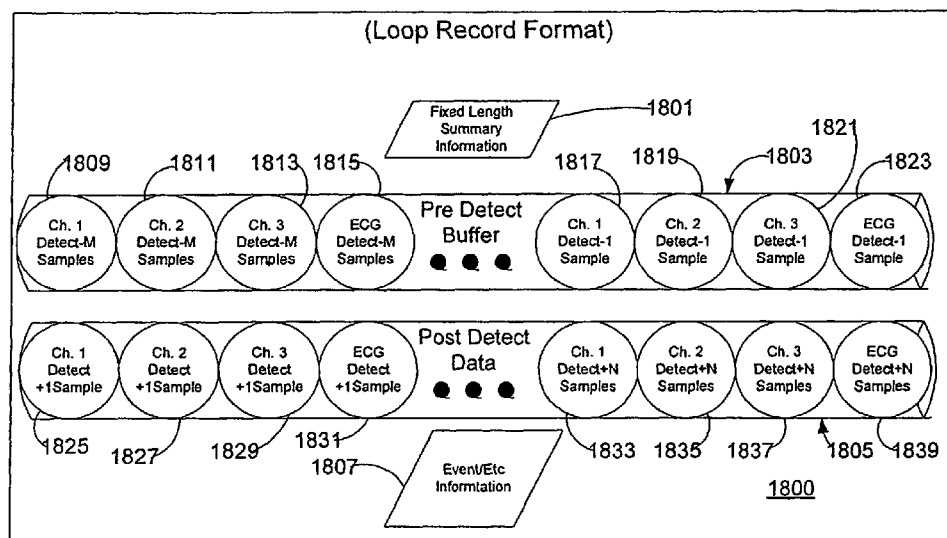 (Loop Record Format)
Fixed Length
Summary
Information
1801
1809
1811
1813
1815
1817
1819
1803
1821
1823
Ch. 1
Detect-M
Samples
Ch. 2
Detect-M
Samples
Ch. 3
Detect-M
Samples
ECG
Detect-M
Samples
Pre Detect
Buffer
Ch. 1
Detect-1
Sample
Ch. 2
Detect-1
Sample
Ch. 3
Detect-1
Sample
ECG
Detect-1
Sample
Ch. 1
Detect
+1Sample
Ch. 2
Detect
+1Sample
Ch. 3
Detect
+1Sample
ECG
Detect
+1Sample
Post Detect
Data
Ch. 1
Detect+N
Samples
Ch. 2
Detect+N
Samples
Ch. 3
Detect+N
Samples
ECG
Detect+N
Samples
1825
1827
1829
1831
1833
1835
1837
1805
1839
1807
Event/Etc
Informtation
1800